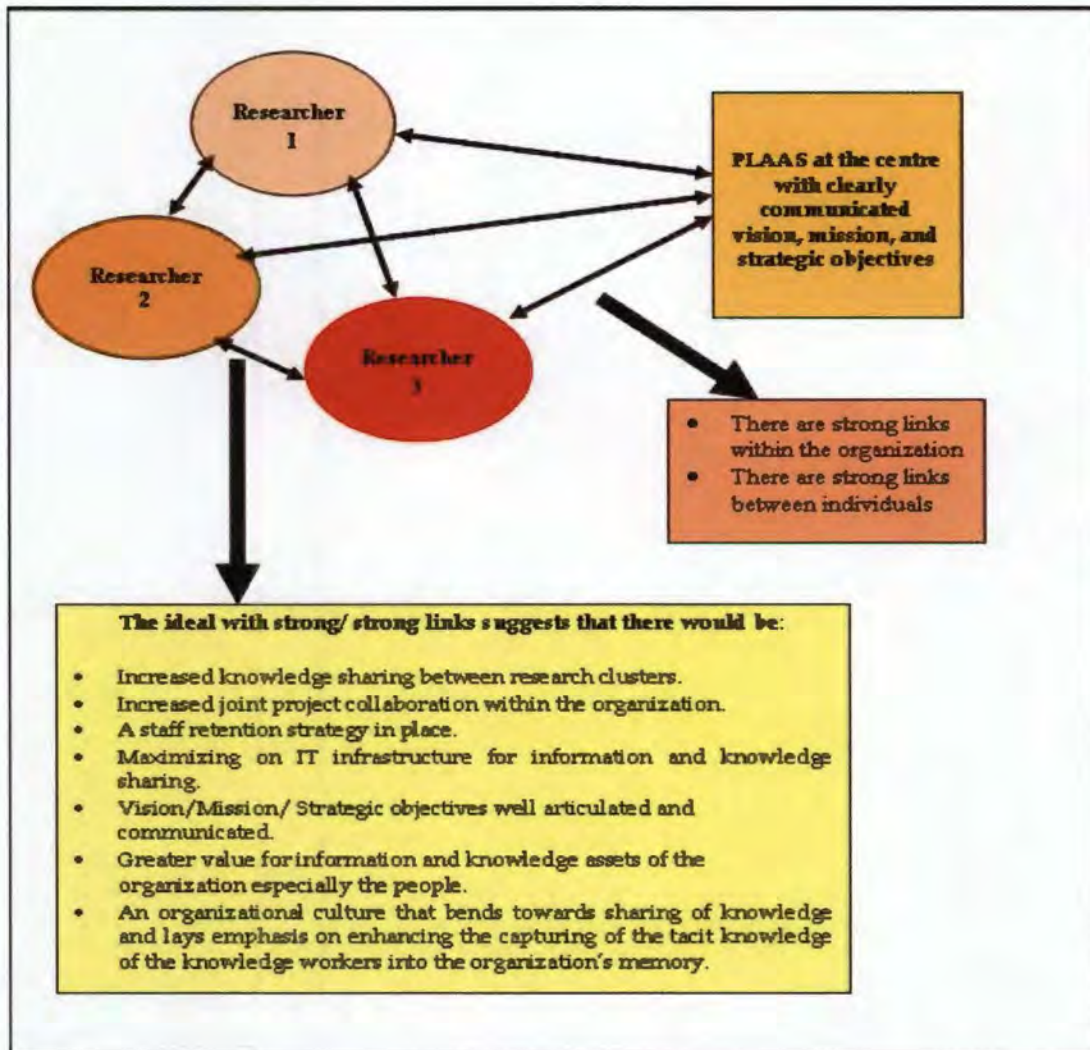 Researcher
1
PLAAS at the centre
with clearly
communicated
vision, mission, and
strategic objectives
Researcher
2
Researcher
3
• There are strong links
within the organization
• There are strong links
between individuals
The ideal with strong/ strong links suggests that there would be:
• Increased knowledge sharing between research clusters.
• Increased joint project collaboration within the organization.
• A staff retention strategy in place.
• Maximizing on IT infrastructure for information and knowledge
sharing.
• Vision/Mission/ Strategic objectives well articulated and
communicated.
• Greater value for information and knowledge assets of the
organization especially the people.
• An organizational culture that bends towards sharing of knowledge
and lays emphasis on enhancing the capturing of the tacit knowledge
of the knowledge workers into the organization's memory.